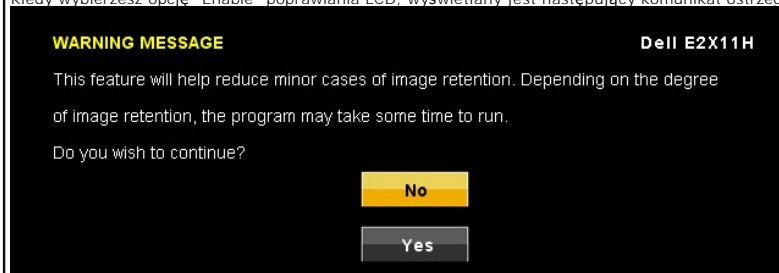 Kiedy wybierzesz opcję "Enable" poprawiania LCD, wyświetlany jest następujący komunikat
WARNING MESSAGE Dell E2X11H
This feature will help reduce minor cases of image retention. Depending on the degree
of image retention, the program may take some time to run.
Do you wish to continue?
No
Yes